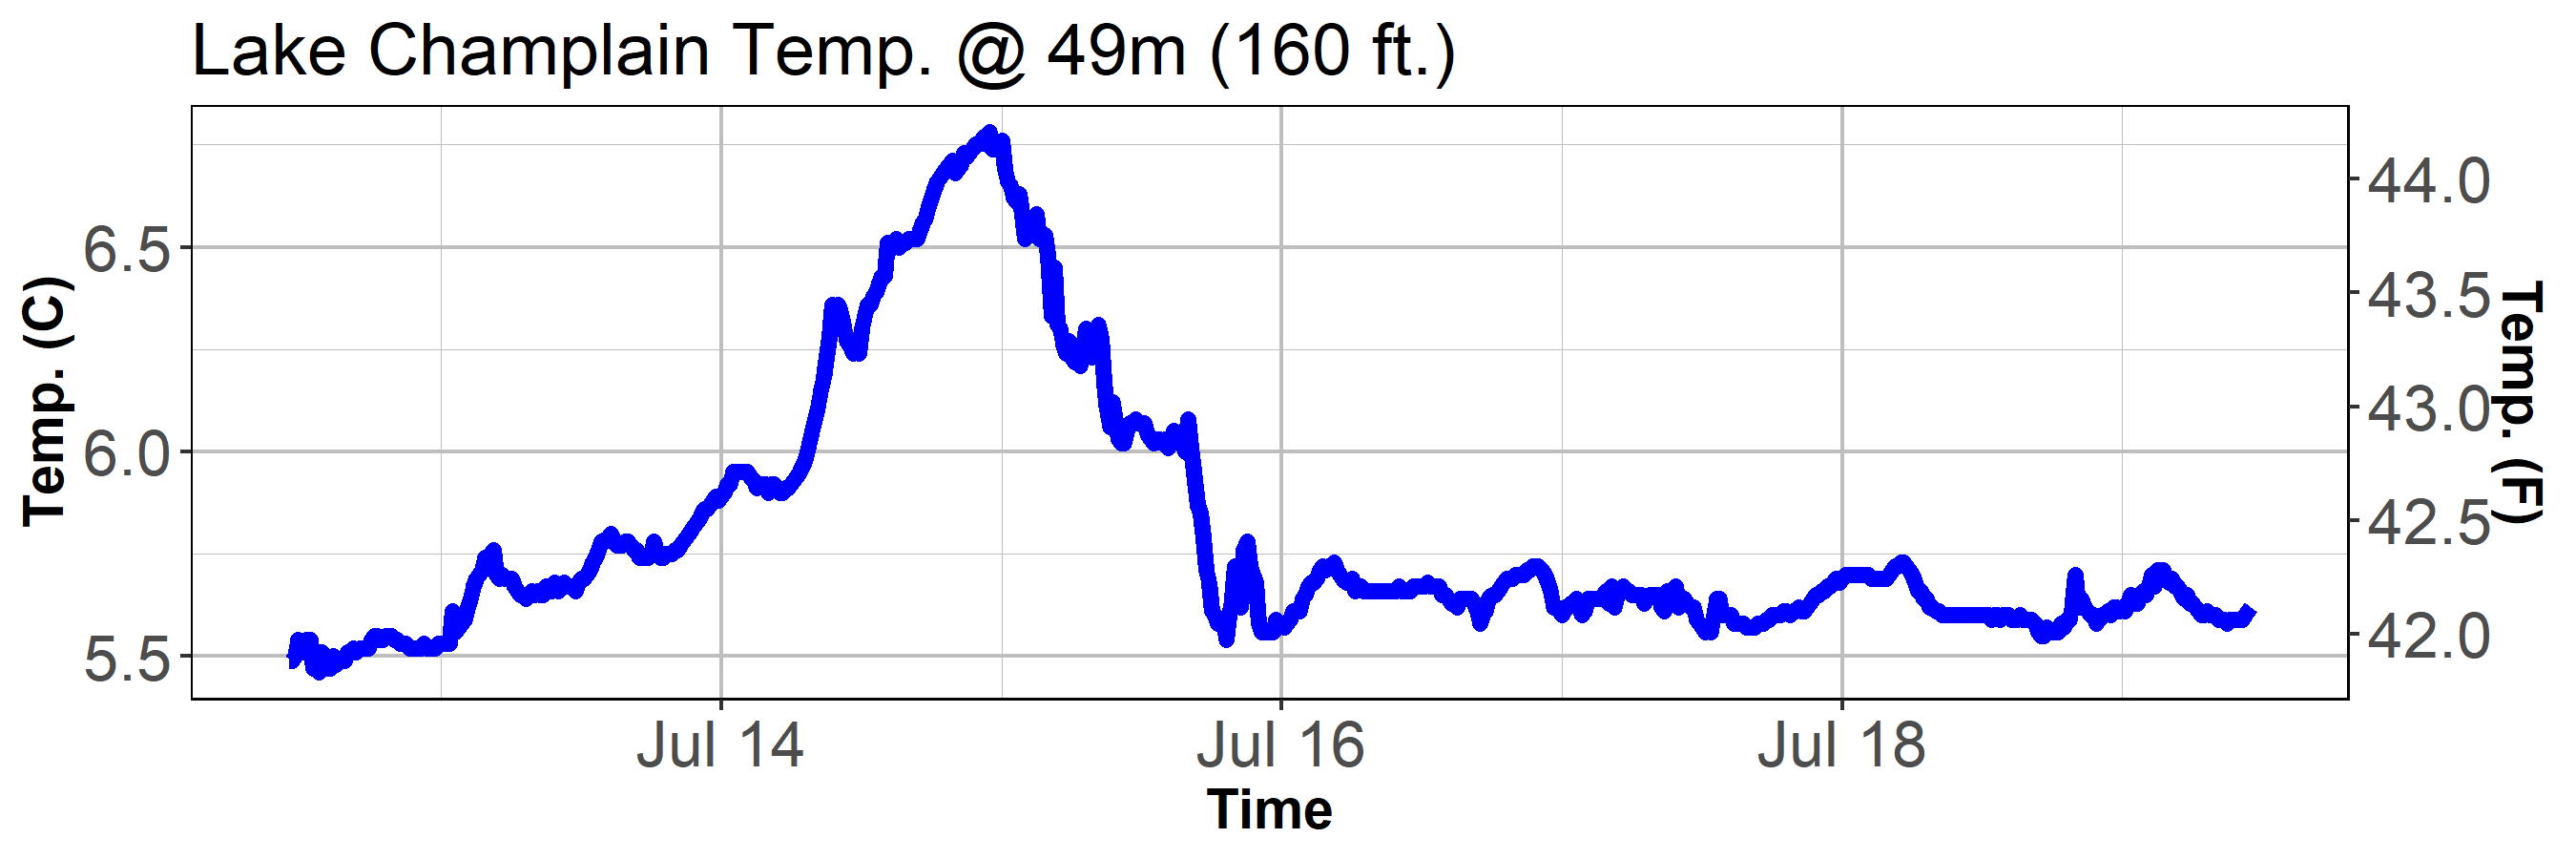 Lake Champlain Temp. @ 49m (160 ft.)
Temp. (C)
6.5
6.0
5.5
44.0
43.5
43.0
42.5
42.0
Temp. (F)
Jul 14 Jul 16 Jul 18
Time